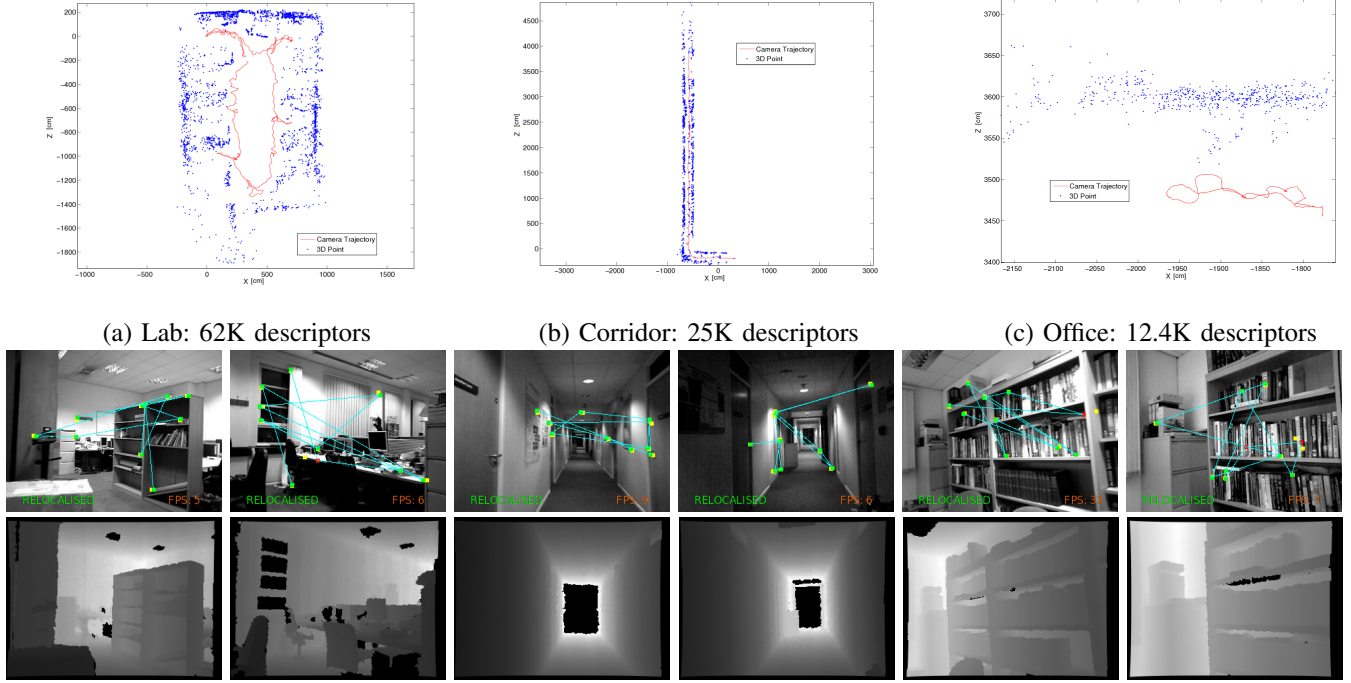 200
0
−200
−400
−600
−800
−1000
−1200
−1400
−1600
−1800
Z [cm]
−1000
−500
0
500
1000
1500
X [cm]
Camera Trajectory
3D Point
4500
4000
3500
3000
2500
2000
1500
1000
500
0
Z [cm]
−3000
−2000
−1000
0
1000
2000
3000
X [cm]
Camera Trajectory
3D Point
3700
3650
3600
3550
3500
3450
3400
Z [cm]
−2150
−2100
−2050
−2000
−1950
−1900
−1850
−1800
X [cm]
Camera Trajectory
3D Point
(a) Lab: 62K descriptors
(b) Corridor: 25K descriptors
(c) Office: 12.4K descriptors
RELOCALISED FPS: 5
RELOCALISED FPS: 6
RELOCALISED FPS:
RELOCALISED FPS: 6
RELOCALISED FPS:
RELOCALISED FPS: